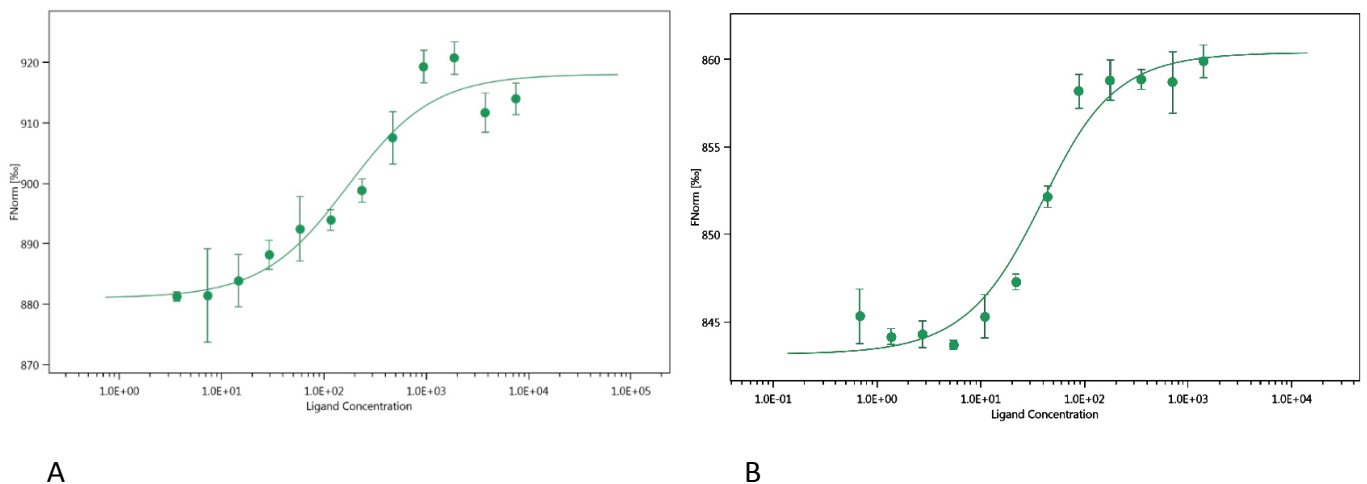 920
910
900
890
880
870
FNorm [‰]
1.0E+00
1.0E+01
1.0E+02
1.0E+03
1.0E+04
1.0E+05
Ligand Concentration
A
860
855
850
845
FNorm [‰]
1.0E-01
1.0E+00
1.0E+01
1.0E+02
1.0E+03
1.0E+04
Ligand Concentration
B